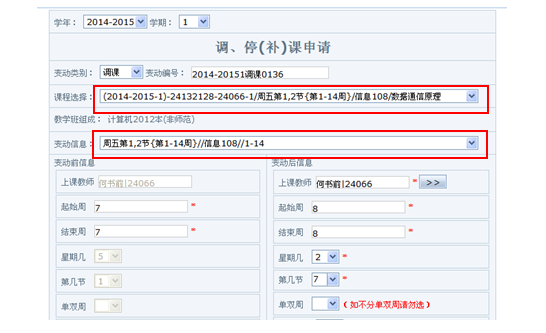 学年： 2014-2015 学期： 1
调、停(补)课申请
变动类别： 调课 变动编号： 2014-20151调课0136
课程选择： (2014-2015-1)-24132128-24066-1/周五第1,2节{第1-14周}/信息108/数据通信原理
教学班组成： 计算机2012本(非师范)
变动信息： 周五第1,2节{第1-14周}//信息108//1-14
变动前信息
上课教师 何书前|24066
起始周 7 *
结束周 7 *
星期几 5
第几节 1
单双周
变动后信息
上课教师 何书前|24066 * >>
起始周 8
结束周 8
星期几 2 *
第几节 7 *
单双周 （如不分单双周请勿选）